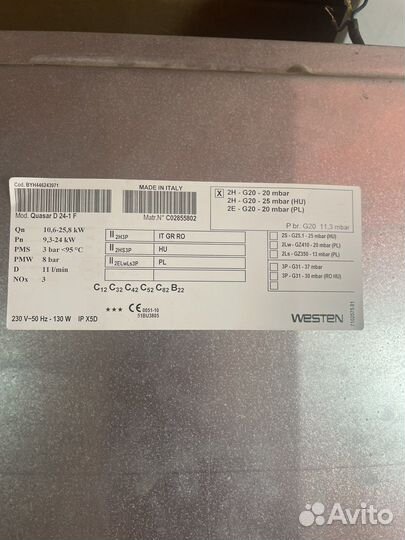 Cod. BYH446243971
MADE IN ITALY
Mod. Quasar D 24-1 F
Matr.N° C02855802
Qn 10,6-25,8 kW
Pn 9,3-24 kW
PMS 3 bar <95 °C
PMW 8 bar
D 11 l/min
NOx 3
II 2H3P IT GR RO
II 2HS3P HU
II 2ELwLs3P PL
C12 C32 C42 C52 C82 B22
*** CE 0051-10
51BU3805
230 V~50 Hz - 130 W IP X5D
X 2H - G20 - 20 mbar
2H - G20 - 25 mbar (HU)
2E - G20 - 20 mbar (PL)
P br. G20 11.3 mbar
2S - G25.1 - 25 mbar (HU)
2Lw - GZ410 - 20 mbar (PL)
2Ls - GZ350 - 13 mbar (PL)
3P - G31 - 37 mbar
3P - G31 - 30 mbar (RO HU)
WESTEN
Avito